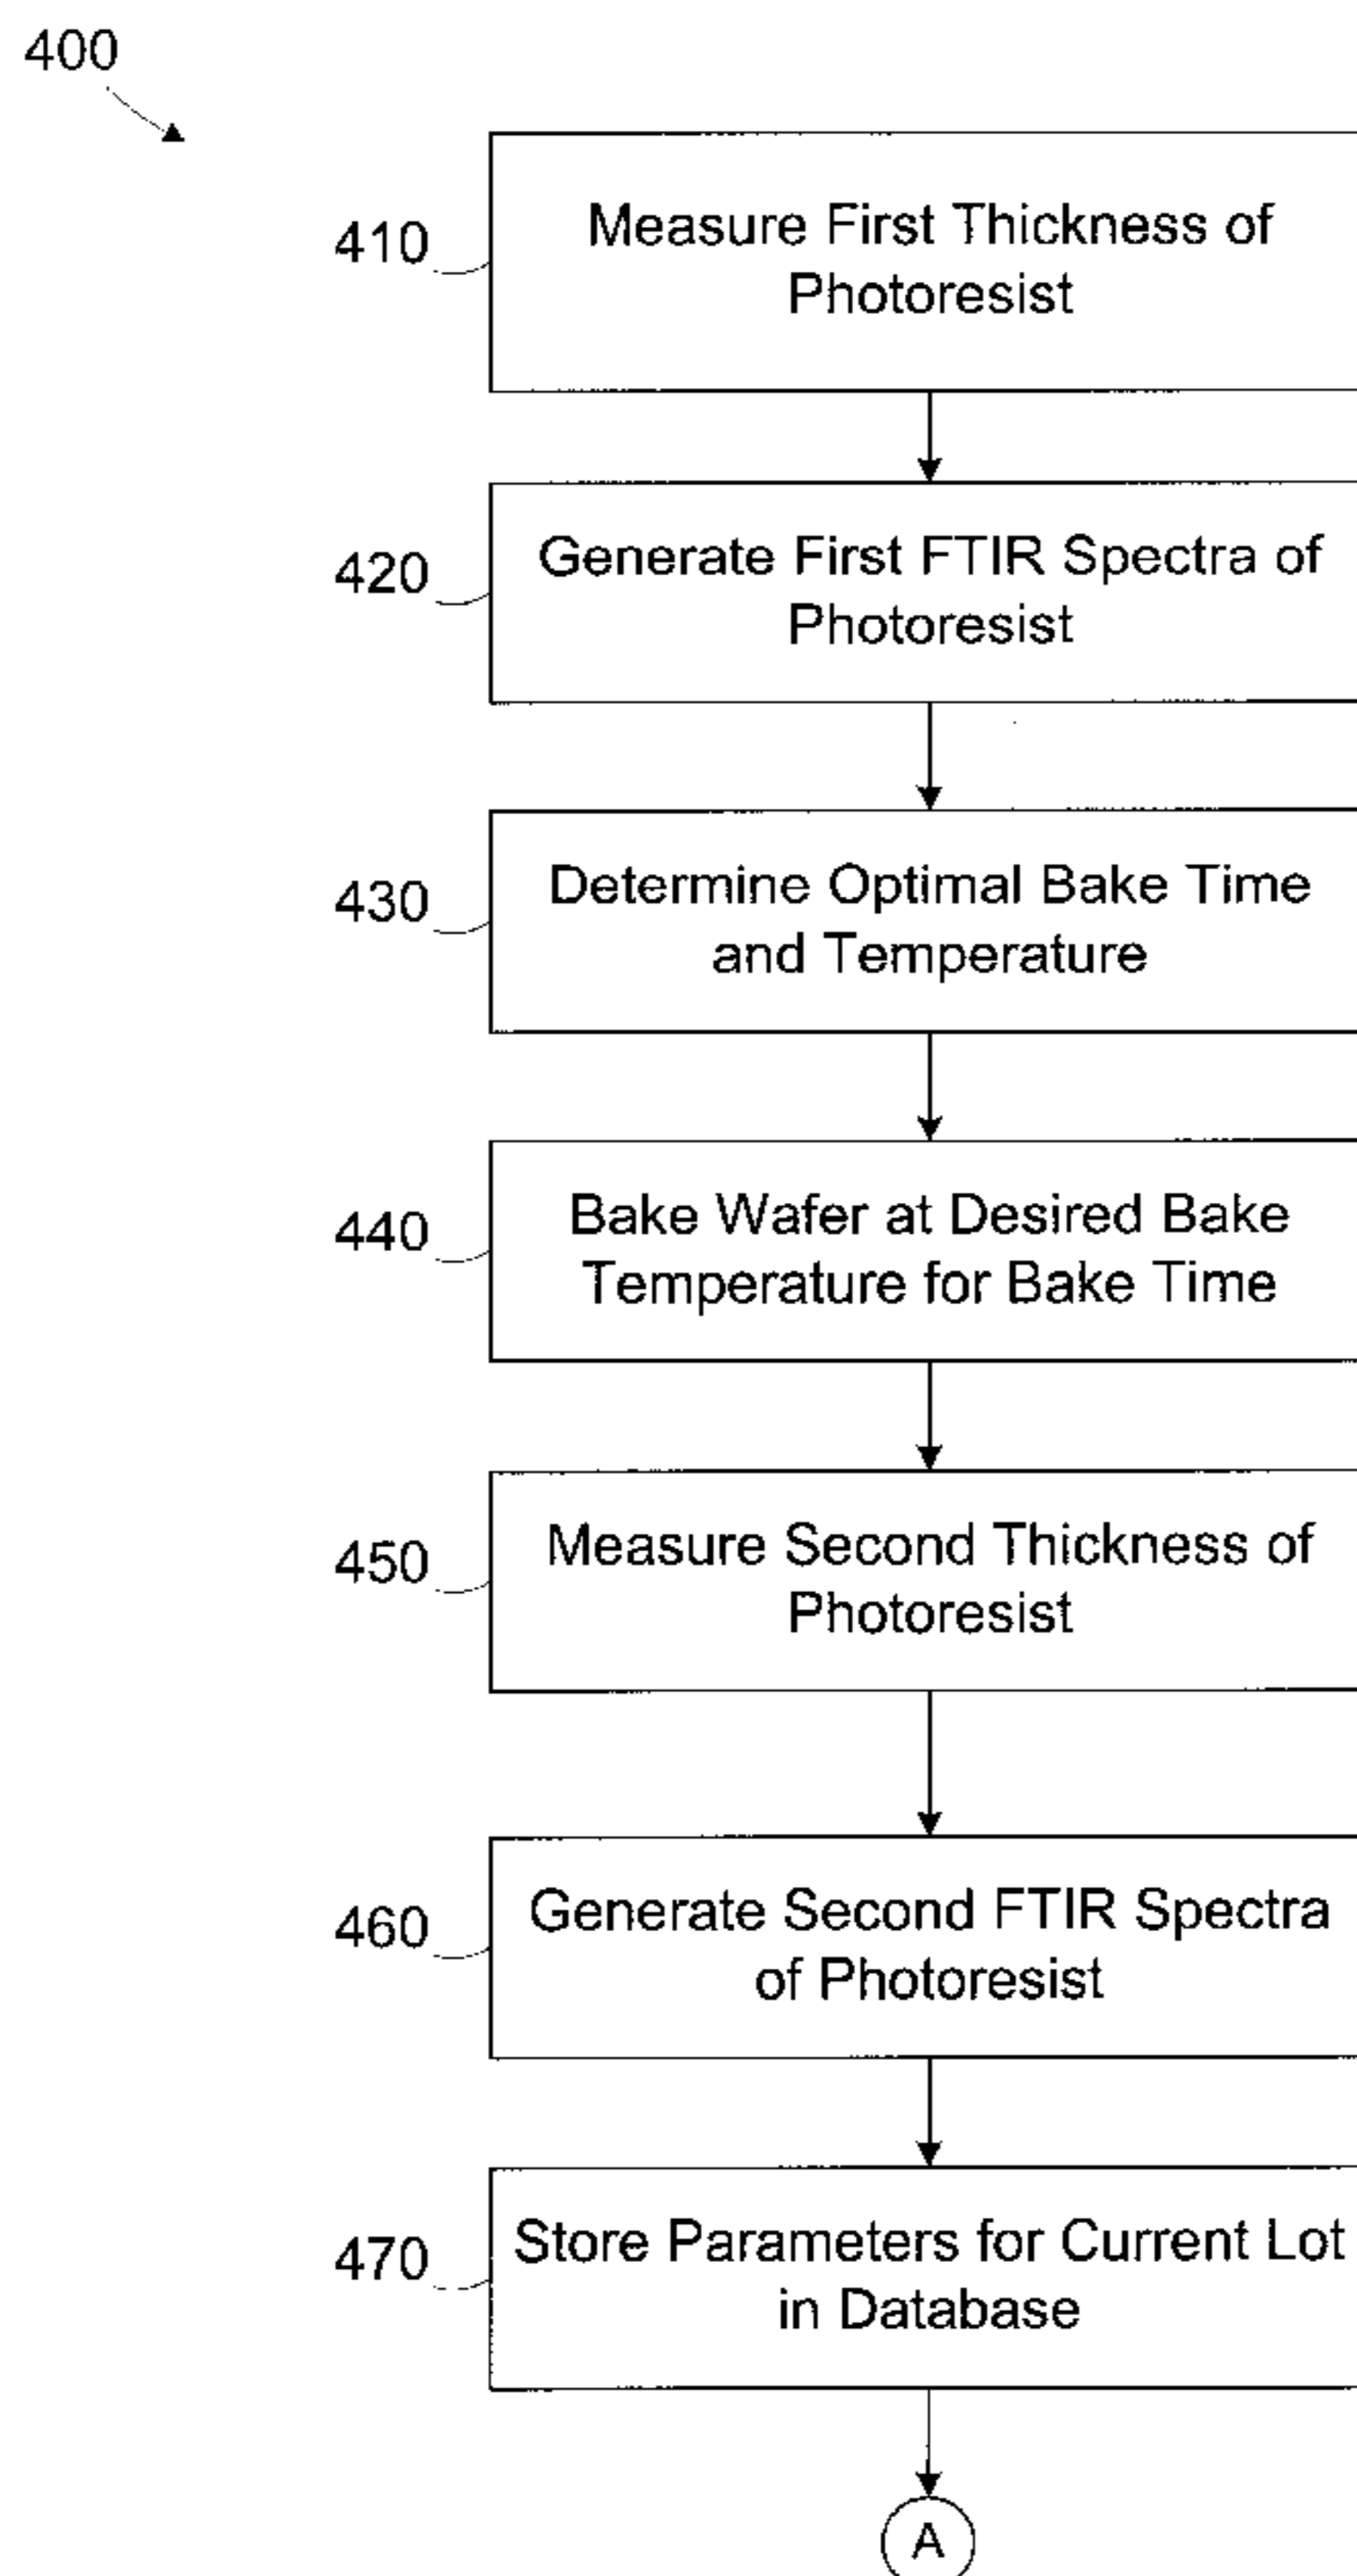 400
410
Measure First Thickness of
Photoresist
420
Generate First FTIR Spectra of
Photoresist
430
Determine Optimal Bake Time
and Temperature
440
Bake Wafer at Desired Bake
Temperature for Bake Time
450
Measure Second Thickness of
Photoresist
460
Generate Second FTIR Spectra
of Photoresist
470
Store Parameters for Current Lot
in Database
A